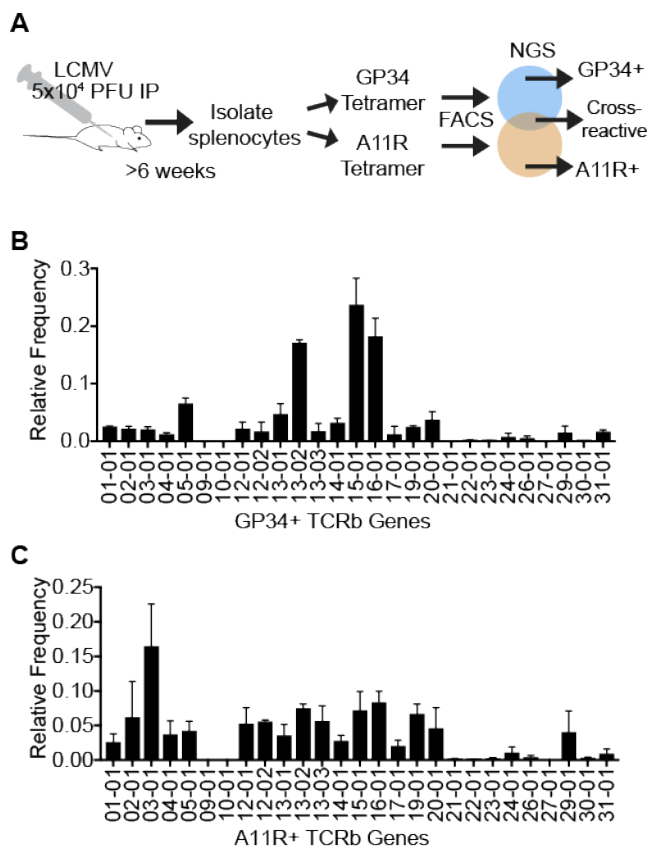 A
LCMV
5x10⁴ PFU IP
>6 weeks
Isolate
splenocytes
GP34
Tetramer
A11R
Tetramer
FACS
NGS
GP34+
Cross-
reactive
A11R+
B
Relative Frequency
0.3
0.2
0.1
0.0
01-01
02-01
03-01
04-01
05-01
09-01
10-01
12-01
12-02
13-01
13-02
13-03
14-01
15-01
16-01
17-01
19-01
20-01
21-01
22-01
23-01
24-01
26-01
27-01
29-01
30-01
31-01
GP34+ TCRb Genes
C
Relative Frequency
0.25
0.20
0.15
0.10
0.05
0.00
01-01
02-01
03-01
04-01
05-01
09-01
10-01
12-01
12-02
13-01
13-02
13-03
14-01
15-01
16-01
17-01
19-01
20-01
21-01
22-01
23-01
24-01
26-01
27-01
29-01
30-01
31-01
A11R+ TCRb Genes